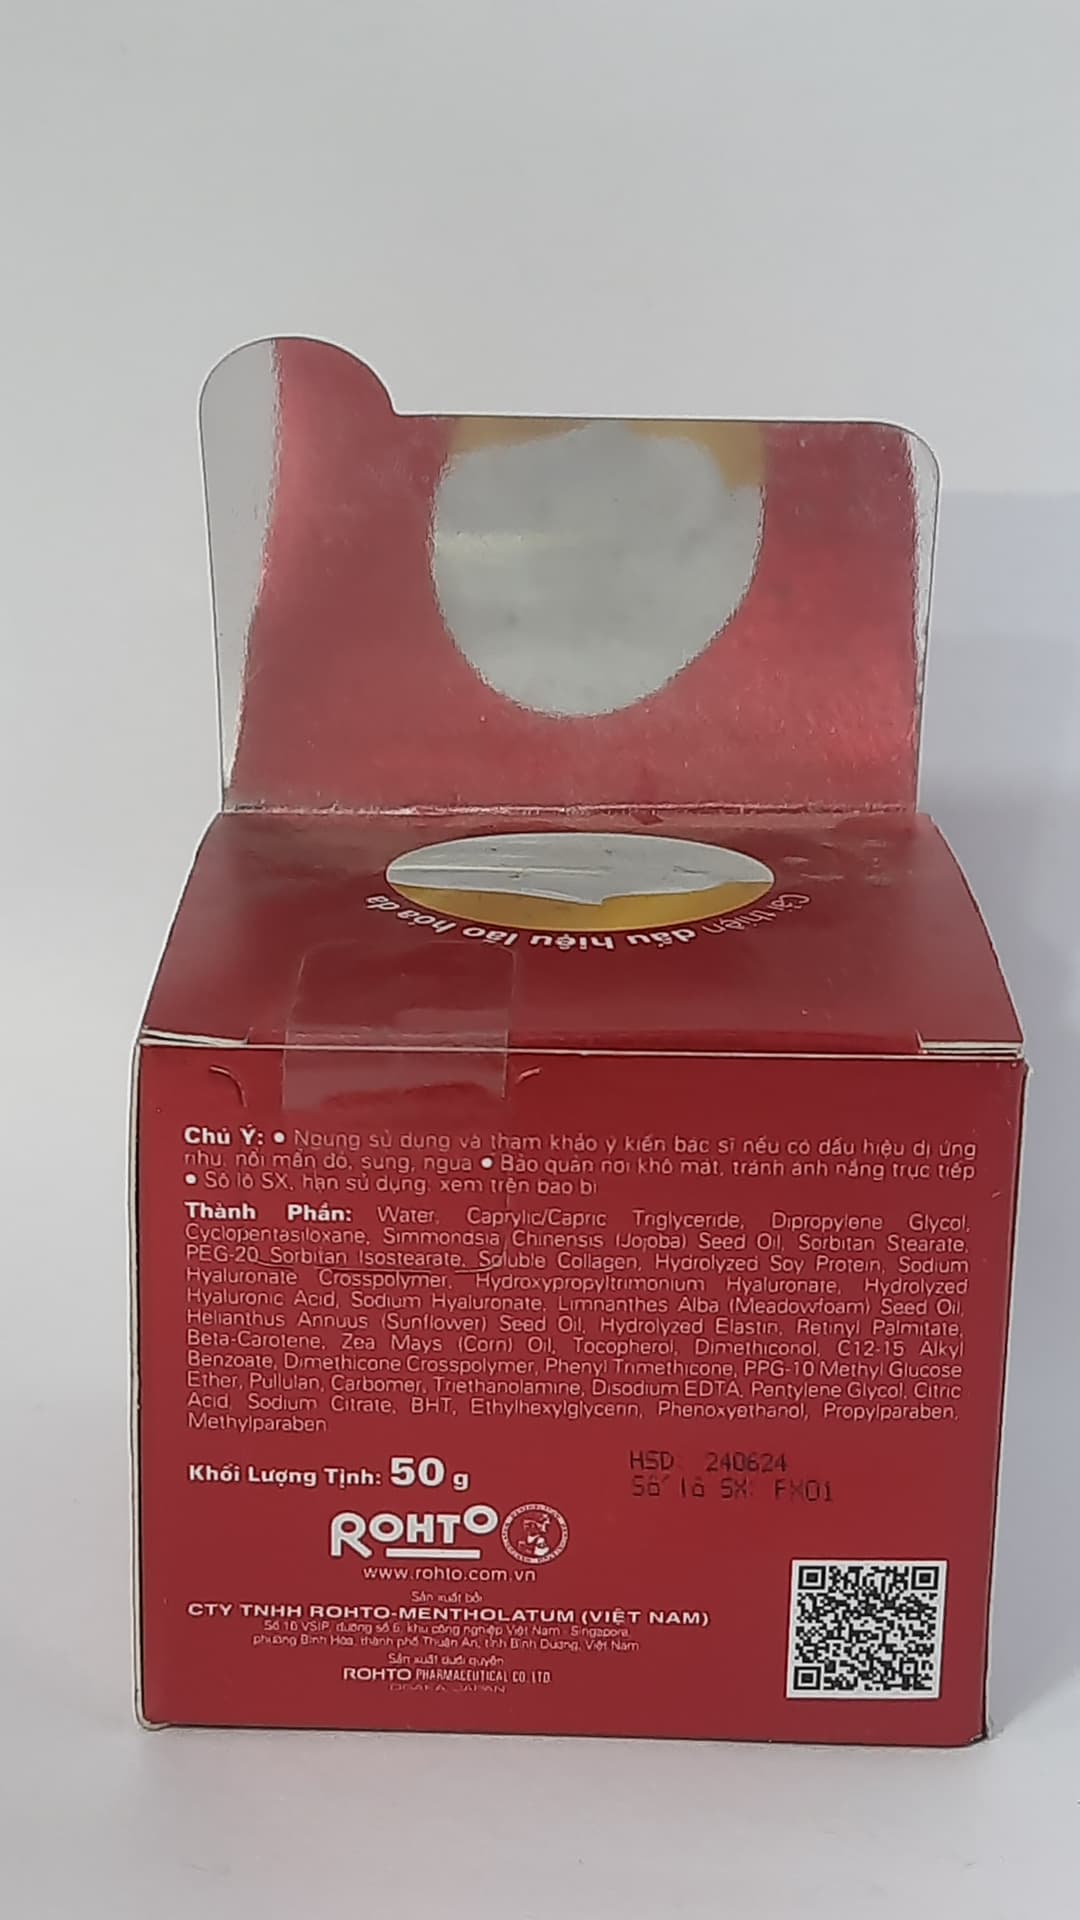 Cải thiện dấu hiệu lão hóa da
Chú Ý: • Ngưng sử dụng và tham khảo ý kiến bác sĩ nếu có dấu hiệu dị ứng
như: nổi mẩn đỏ, sưng, ngứa • Bảo quản nơi khô mát, tránh ánh nắng trực tiếp
• Số lô SX, hạn sử dụng: xem trên bao bì
Thành Phần: Water, Caprylic/Capric Triglyceride, Dipropylene Glycol,
Cyclopentasiloxane, Simmondsia Chinensis (Jojoba) Seed Oil, Sorbitan Stearate,
PEG-20 Sorbitan Isostearate, Soluble Collagen, Hydrolyzed Soy Protein, Sodium
Hyaluronate Crosspolymer, Hydroxypropyltrimonium Hyaluronate, Hydrolyzed
Hyaluronic Acid, Sodium Hyaluronate, Limnanthes Alba (Meadowfoam) Seed Oil,
Helianthus Annuus (Sunflower) Seed Oil, Hydrolyzed Elastin, Retinyl Palmitate,
Beta-Carotene, Zea Mays (Corn) Oil, Tocopherol, Dimethiconol, C12-15 Alkyl
Benzoate, Dimethicone Crosspolymer, Phenyl Trimethicone, PPG-10 Methyl Glucose
Ether, Pullulan, Carbomer, Triethanolamine, Disodium EDTA, Pentylene Glycol, Citric
Acid, Sodium Citrate, BHT, Ethylhexylglycerin, Phenoxyethanol, Propylparaben,
Methylparaben
Khối Lượng Tịnh: 50 g
HSD: 240624
Số lô SX: FX01
ROHTO
www.rohto.com.vn
Sản xuất bởi
CTY TNHH ROHTO-MENTHOLATUM (VIỆT NAM)
Số 16 VSIP, đường số 6, khu công nghiệp Việt Nam - Singapore,
phường Bình Hòa, thành phố Thuận An, tỉnh Bình Dương, Việt Nam
Sản xuất dưới quyền
ROHTO PHARMACEUTICAL CO. LTD.
OSAKA, JAPAN